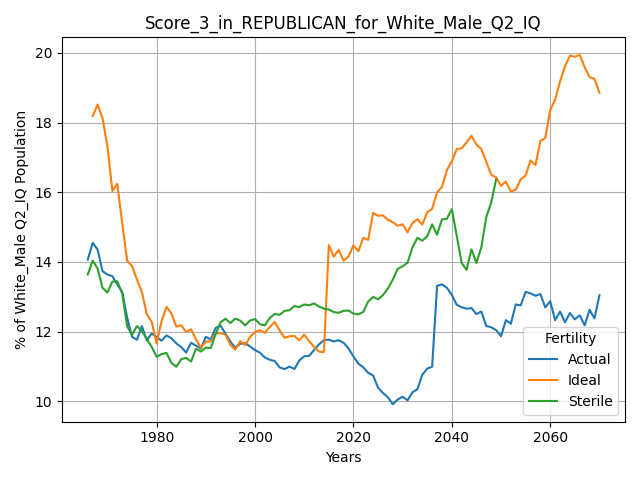 Score_3_in_REPUBLICAN_for_White_Male_Q2_IQ
% of White_Male Q2_IQ Population
20
18
16
14
12
10
1980
2000
2020
2040
2060
Years
Fertility
Actual
Ideal
Sterile